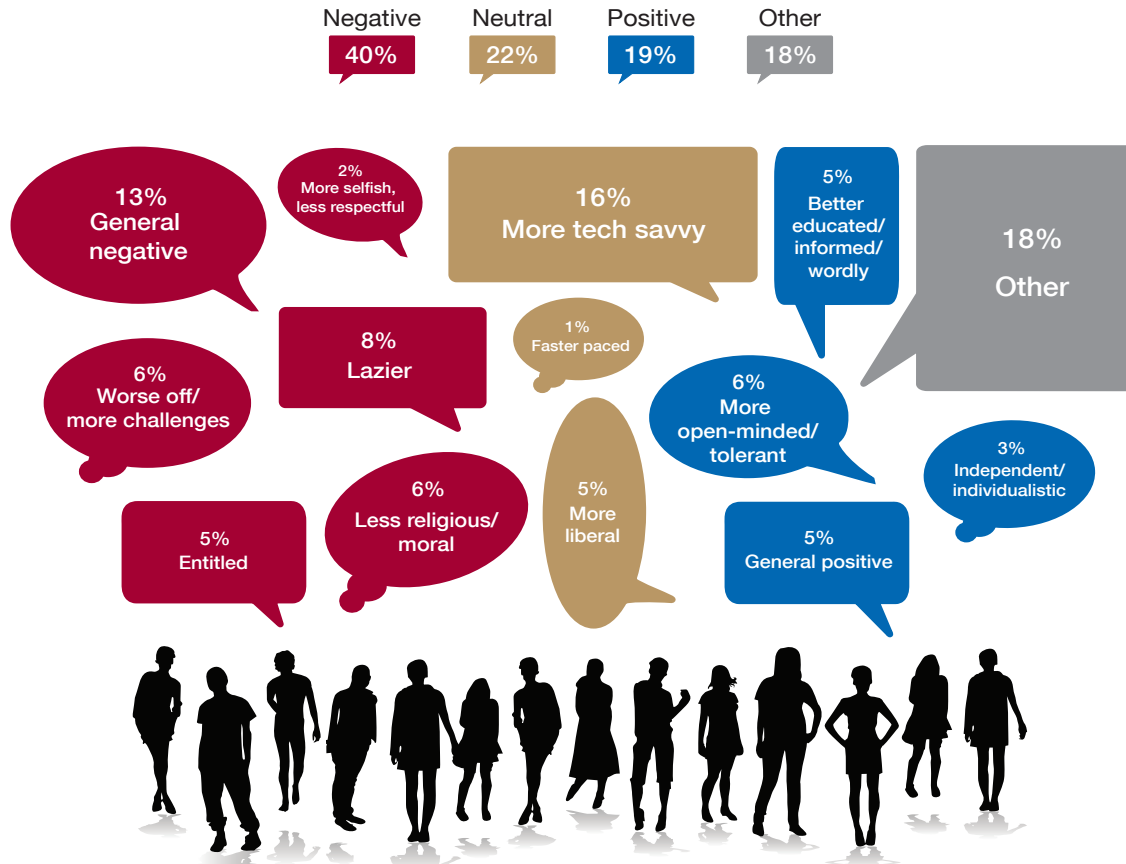 Negative
Neutral
Positive
Other
40%
22%
19%
18%
13%
General
negative
2%
More selfish,
less respectful
16%
More tech savvy
5%
Better
educated/
informed/
wordly
18%
Other
8%
Lazier
1%
Faster paced
6%
Worse off/
more challenges
6%
More
open-minded/
tolerant
3%
Independent/
individualistic
6%
Less religious/
moral
5%
More
liberal
5%
Entitled
5%
General positive